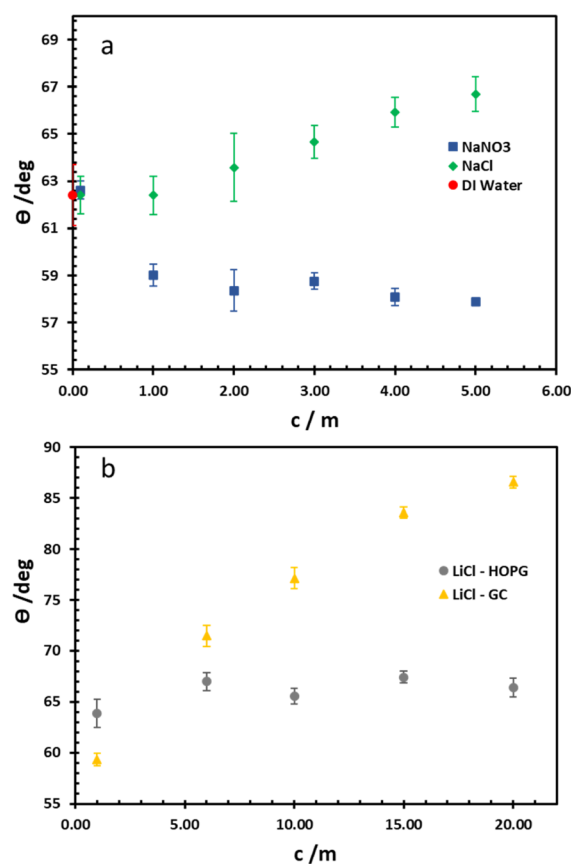 a
69
67
65
63
61
59
57
55
ϴ /deg
NaNO3
NaCl
DI Water
0.00 1.00 2.00 3.00 4.00 5.00 6.00
c / m
b
90
85
80
75
70
65
60
55
ϴ /deg
LiCl - HOPG
LiCl - GC
0.00 5.00 10.00 15.00 20.00
c / m